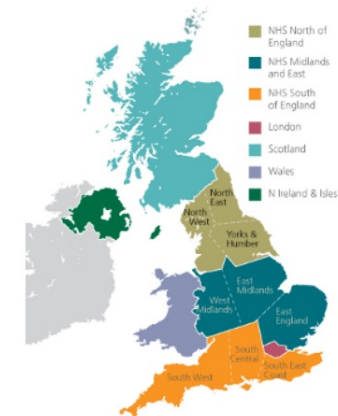 NHS North of
England
NHS Midlands
and East
NHS South
of England
London
Scotland
Wales
N Ireland & Isles
North
East
North
West
Yorks &
Humber
East
Midlands
West
Midlands
East
England
South
Central
South East
Coast
South West